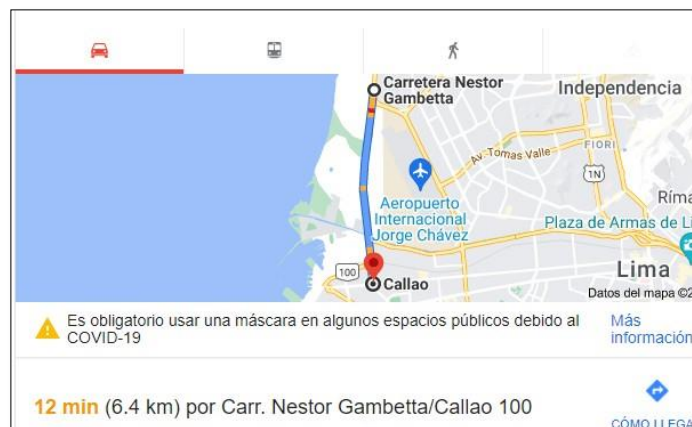 Carretera Nestor
Gambetta
Independencia
Av. Tomas Valle
FIORI
1N
Aeropuerto
Internacional
Jorge Chávez
Plaza de Armas de
100
Callao
Lima
Datos del mapa
Es obligatorio usar una máscara en algunos espacios públicos debido al
COVID-19
Más
información
12 min (6.4 km) por Carr. Nestor Gambetta/Callao 100
CÓMO